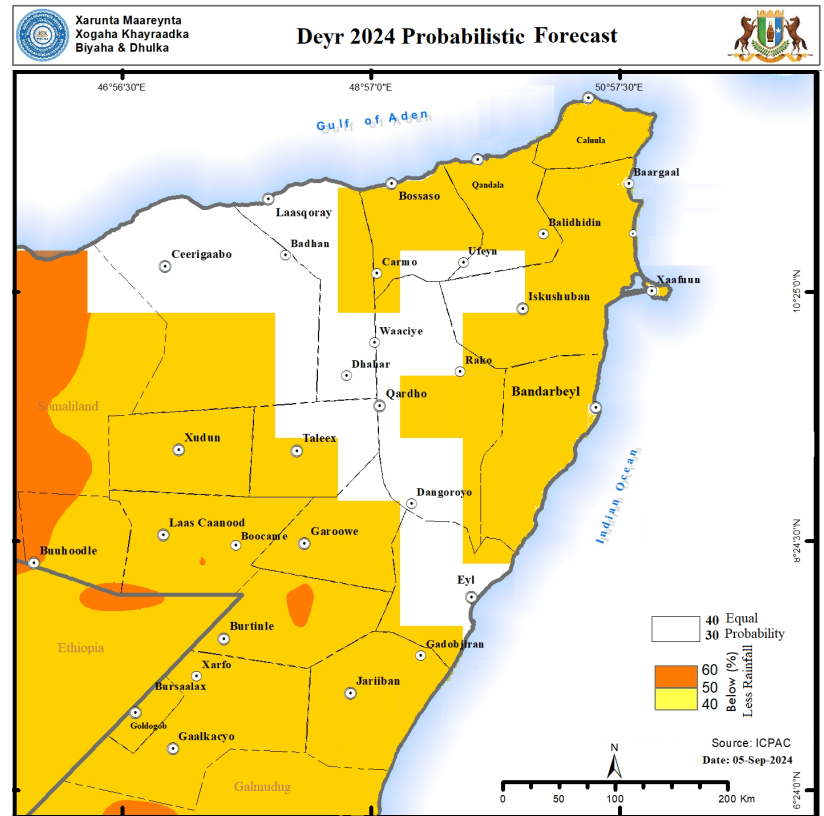 Xarunta Maareynta
Xogaha Khayraadka
Biyaha & Dhulka
Deyr 2024 Probabilistic Forecast
46°56'30"E
48°57'0"E
50°57'30"E
Gulf of Aden
Caluula
Baargaal
Qandala
Bossaso
Laasqoray
Balidhidin
Badhan
Ufeyn
Ceerigaabo
Carmo
Xaafuun
10°25'0"N
Iskushuban
Waaciye
Dhahar
Rako
Qardho
Bandarbeyl
Somaliland
Xudun
Taleex
Indian Ocean
Dangoroyo
Laas Caanood
Boocame
Garoowe
8°24'30"N
Buuhoodle
Eyl
40 Equal
30 Probability
Burtinle
Ethiopia
Gadobjiran
Xarfo
60
50
40
Below (%)
Less Rainfall
Bursaalax
Jariiban
Goldogob
Gaalkacyo
Source: ICPAC
Date: 05-Sep-2024
N
Galmudug
0 50 100 200 Km
6°24'0"N